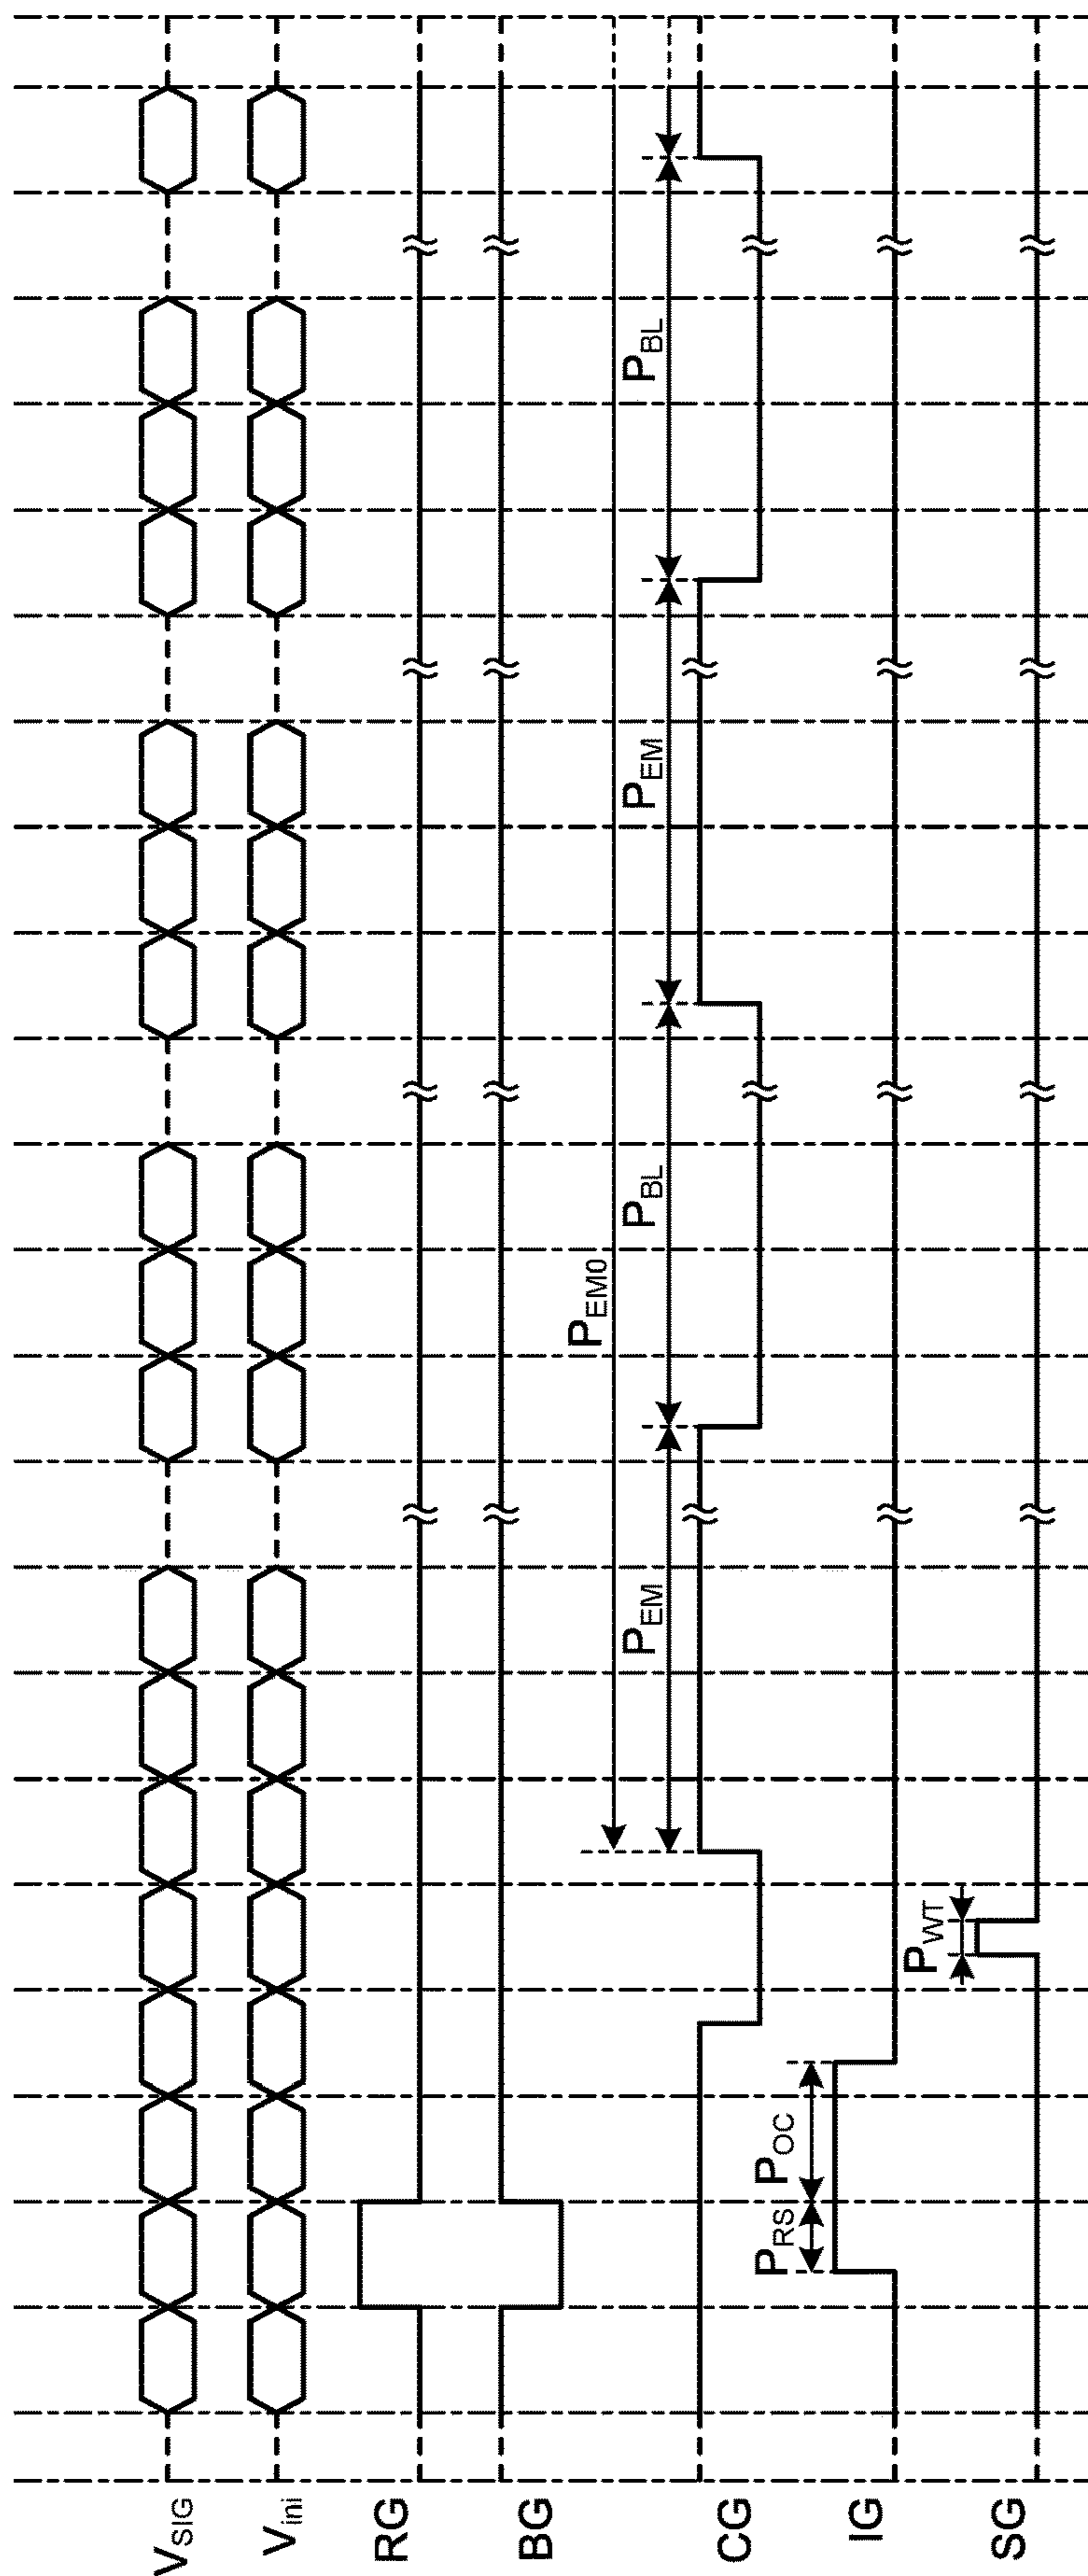 V_SIG
V_ini
RG
BG
P_EM0
P_EM
P_BL
P_EM
P_BL
CG
P_RS
P_OC
IG
P_WT
SG